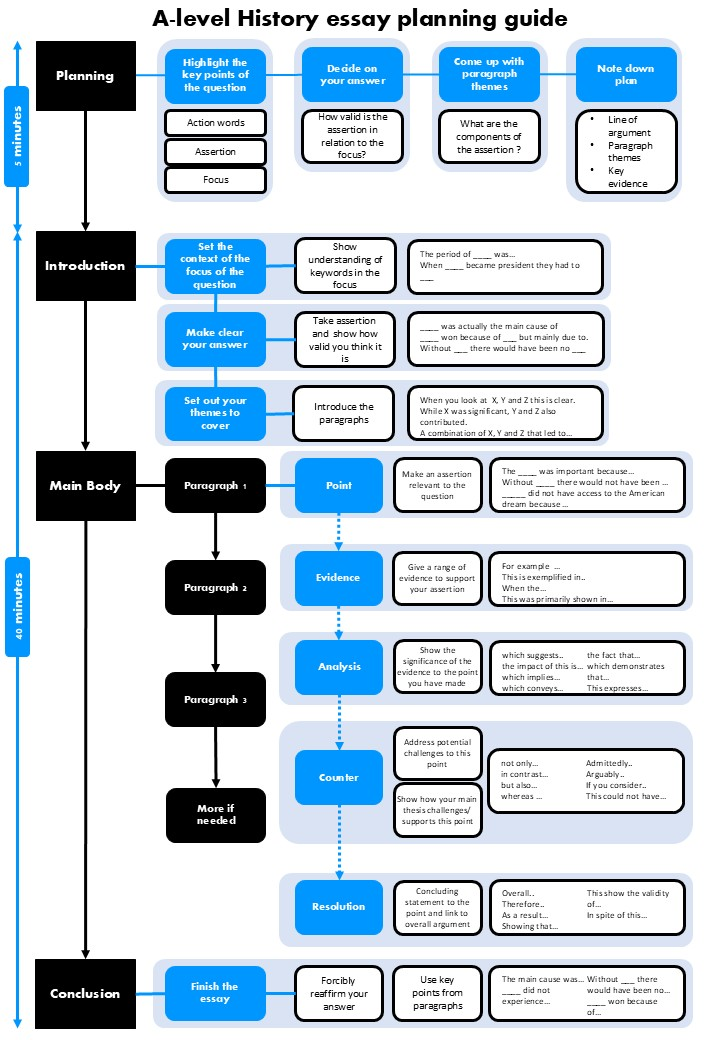 A-level History essay planning guide
5 minutes
Planning
Highlight the
key points of
the question
Action words
Assertion
Focus
Decide on
your answer
How valid is the
assertion in
relation to the
focus?
Come up with
paragraph
themes
What are the
components of
the assertion ?
Note down
plan
• Line of
argument
• Paragraph
themes
• Key
evidence
40 minutes
Introduction
Set the
context of the
focus of the
question
Show
understanding of
keywords in the
focus
The period of ____ was...
When ____ became president they had to
___
Make clear
your answer
Take assertion
and show how
valid you think it
is
____ was actually the main cause of
____ won because of ___ but mainly due to.
Without ___ there would have been no ___
Set out your
themes to
cover
Introduce the
paragraphs
When you look at X, Y and Z this is clear.
While X was significant, Y and Z also
contributed.
A combination of X, Y and Z that led to...
Main Body
Paragraph 1
Paragraph 2
Paragraph 3
More if
needed
Point
Make an assertion
relevant to the
question
The ____ was important because...
Without ____ there would not have been ...
_____ did not have access to the American
dream because ...
Evidence
Give a range of
evidence to support
your assertion
For example ...
This is exemplified in..
When the...
This was primarily shown in...
Analysis
Show the
significance of the
evidence to the point
you have made
which suggests..
the impact of this is...
which implies...
which conveys...
the fact that...
which demonstrates
that...
This expresses...
Counter
Address potential
challenges to this
point
Show how your main
thesis challenges/
supports this point
not only...
in contrast...
but also...
whereas ...
Admittedly..
Arguably..
If you consider..
This could not have...
Resolution
Concluding
statement to the
point and link to
overall argument
Overall..
Therefore..
As a result...
Showing that...
This show the validity
of...
In spite of this...
Conclusion
Finish the
essay
Forcibly
reaffirm your
answer
Use key
points from
paragraphs
The main cause was...
____ did not
experience...
Without ___ there
would have been no...
____ won because
of...